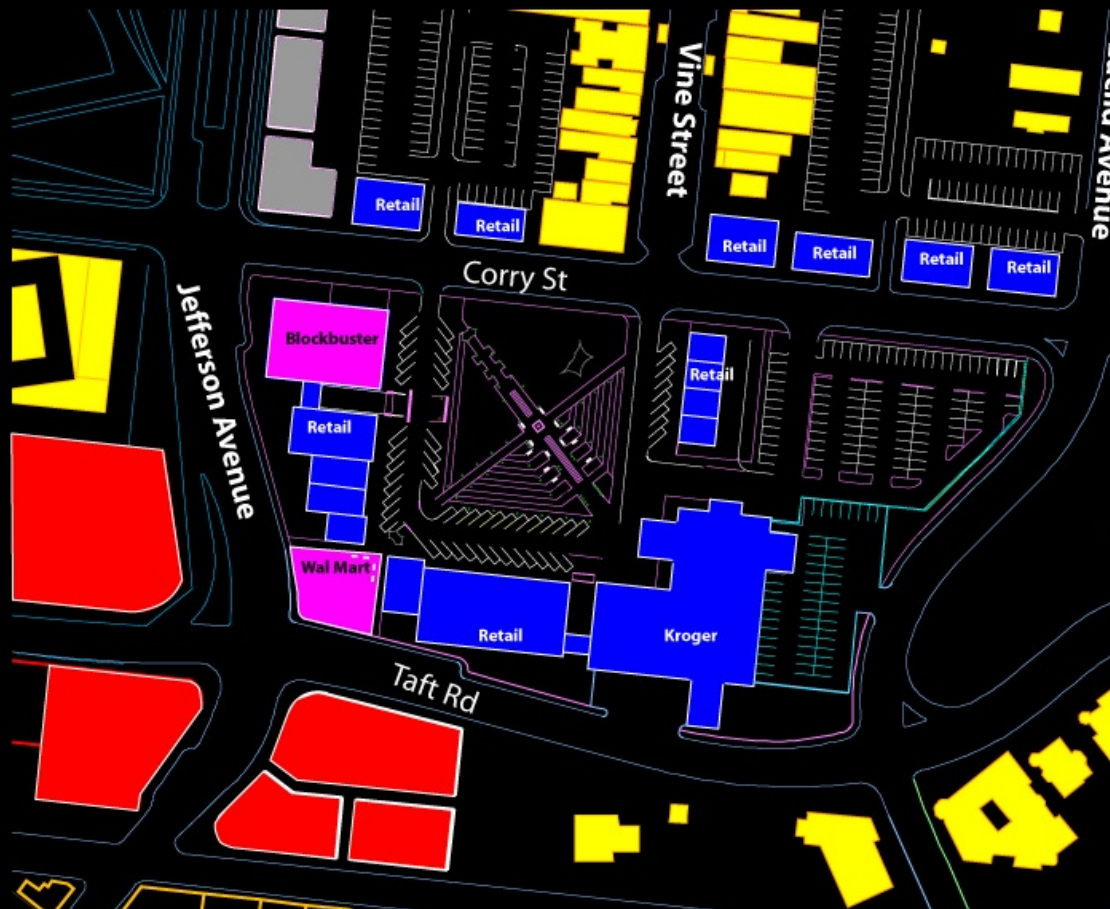 Vine Street
Avenue
Retail
Retail
Retail
Retail
Retail
Retail
Corry St
Jefferson Avenue
Blockbuster
Retail
Retail
Wal Mart
Retail
Kroger
Taft Rd